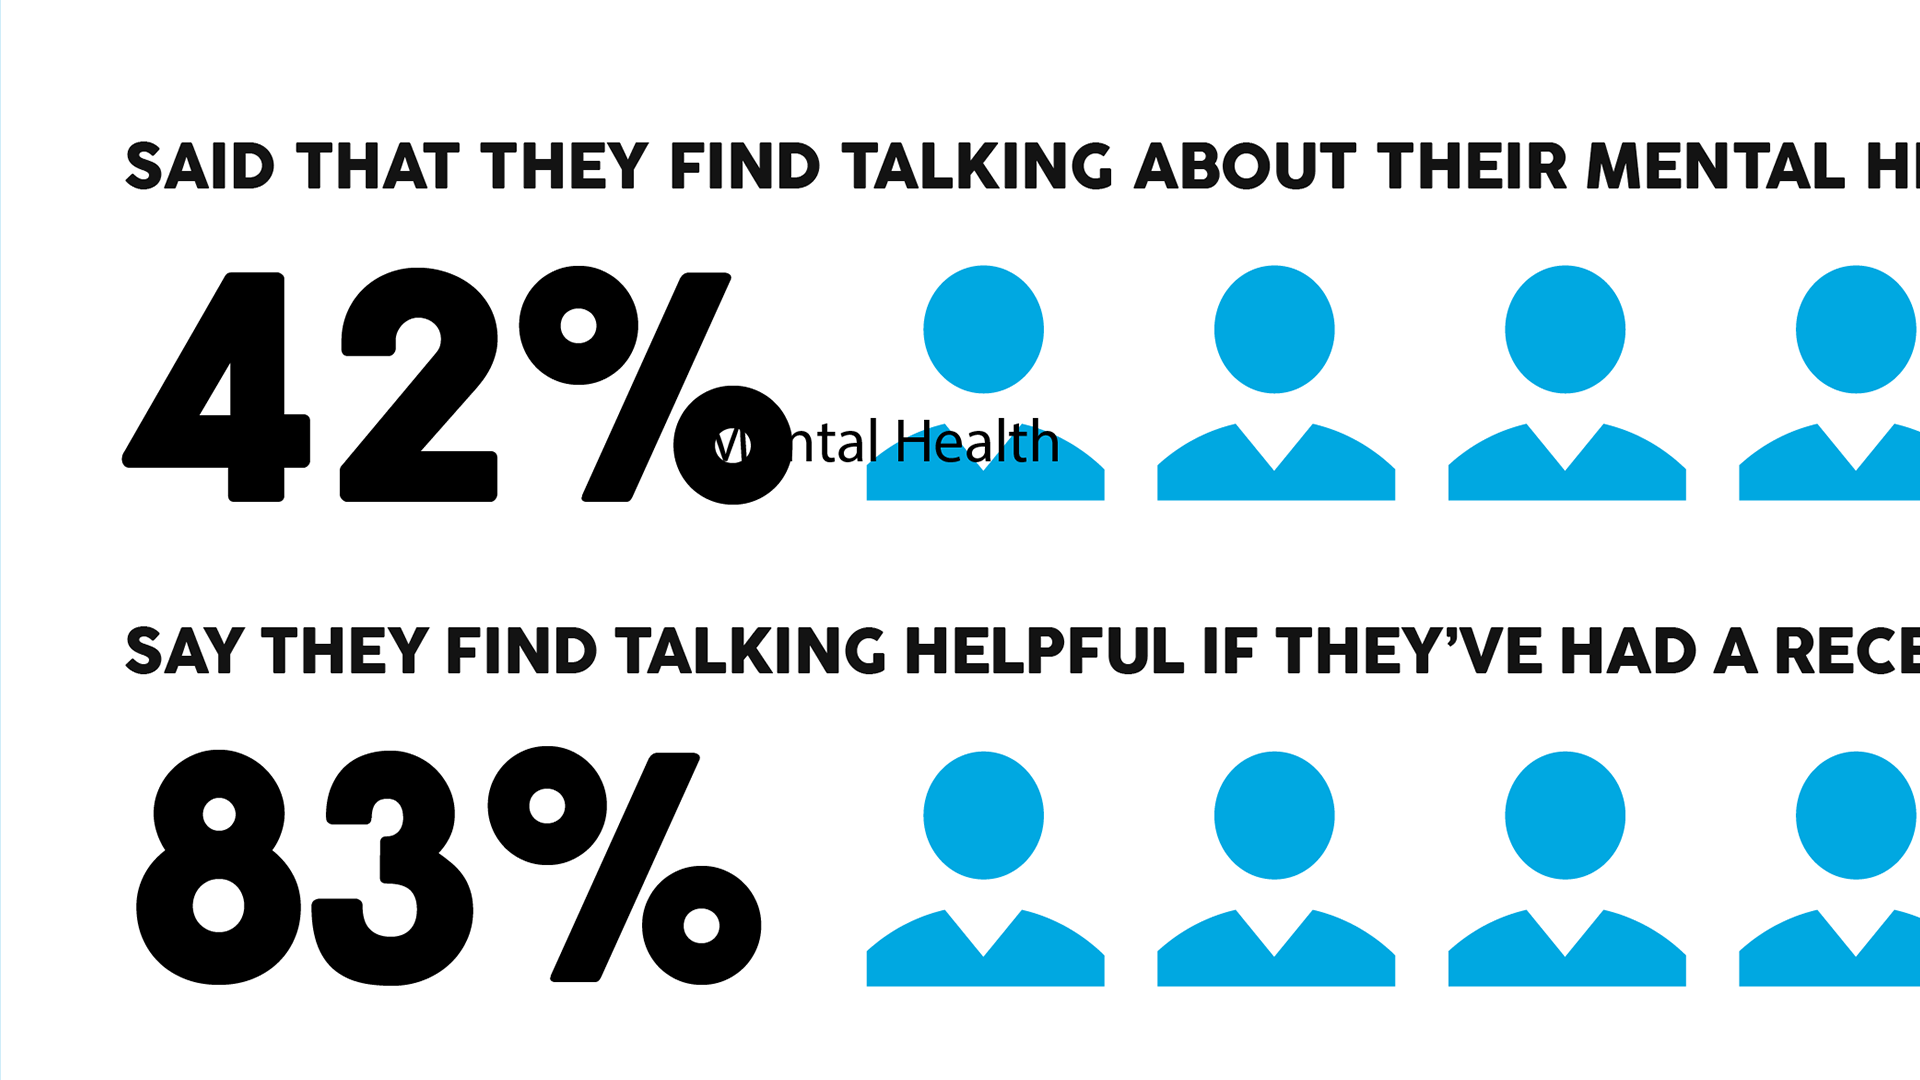 SAID THAT THEY FIND TALKING ABOUT THEIR MENTAL
42%
Mental Health
SAY THEY FIND TALKING HELPFUL IF THEY’VE HAD A
83%